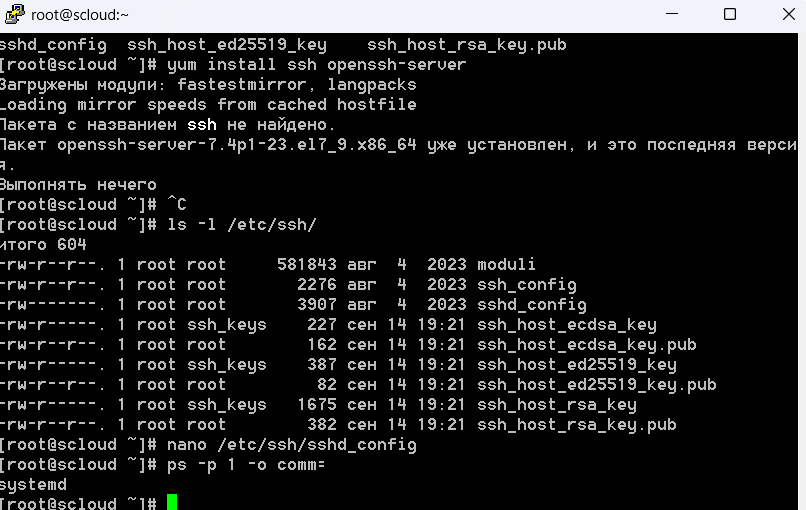 root@scloud:~
sshd_config  ssh_host_ed25519_key    ssh_host_rsa_key.pub
[root@scloud ~]# yum install ssh openssh-server
Загружены модули: fastestmirror, langpacks
Loading mirror speeds from cached hostfile
Пакета с названием ssh не найдено.
Пакет openssh-server-7.4p1-23.el7_9.x86_64 уже установлен, и это последняя верси
я.
Выполнять нечего
[root@scloud ~]# ^C
[root@scloud ~]# ls -l /etc/ssh/
итого 604
-rw-r--r--. 1 root root     581843 авг  4  2023 moduli
-rw-r--r--. 1 root root       2276 авг  4  2023 ssh_config
-rw-------. 1 root root       3907 авг  4  2023 sshd_config
-rw-r-----. 1 root ssh_keys    227 сен 14 19:21 ssh_host_ecdsa_key
-rw-r--r--. 1 root root        162 сен 14 19:21 ssh_host_ecdsa_key.pub
-rw-r-----. 1 root ssh_keys    387 сен 14 19:21 ssh_host_ed25519_key
-rw-r--r--. 1 root root         82 сен 14 19:21 ssh_host_ed25519_key.pub
-rw-r-----. 1 root ssh_keys   1675 сен 14 19:21 ssh_host_rsa_key
-rw-r--r--. 1 root root        382 сен 14 19:21 ssh_host_rsa_key.pub
[root@scloud ~]# nano /etc/ssh/sshd_config
[root@scloud ~]# ps -p 1 -o comm=
systemd
[root@scloud ~]#